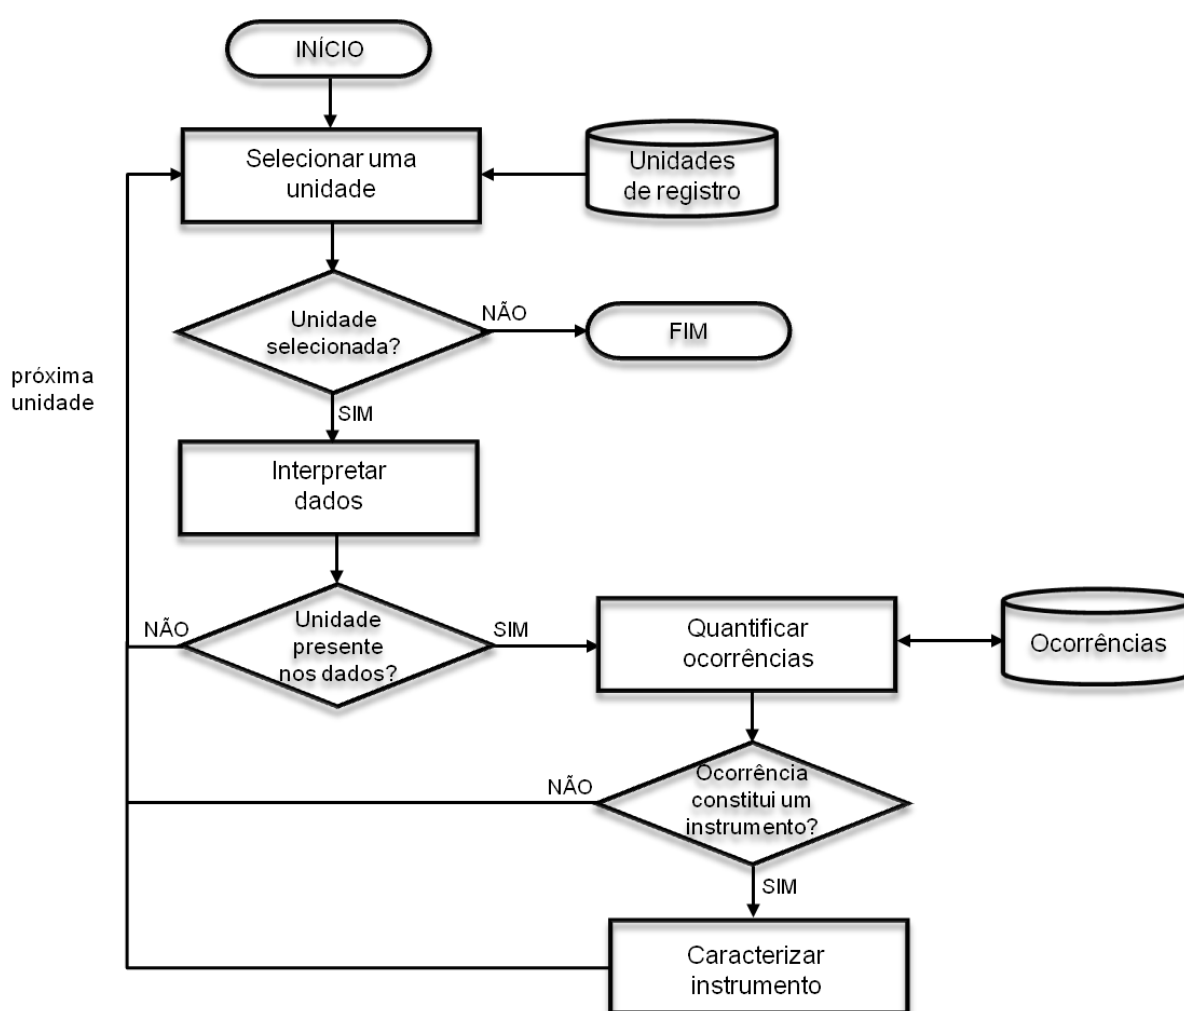 INÍCIO
Selecionar uma
unidade
Unidades
de registro
Unidade
selecionada?
NÃO
FIM
próxima
unidade
SIM
Interpretar
dados
NÃO
Unidade
presente
nos dados?
SIM
Quantificar
ocorrências
Ocorrências
NÃO
Ocorrência
constitui um
instrumento?
SIM
Caracterizar
instrumento